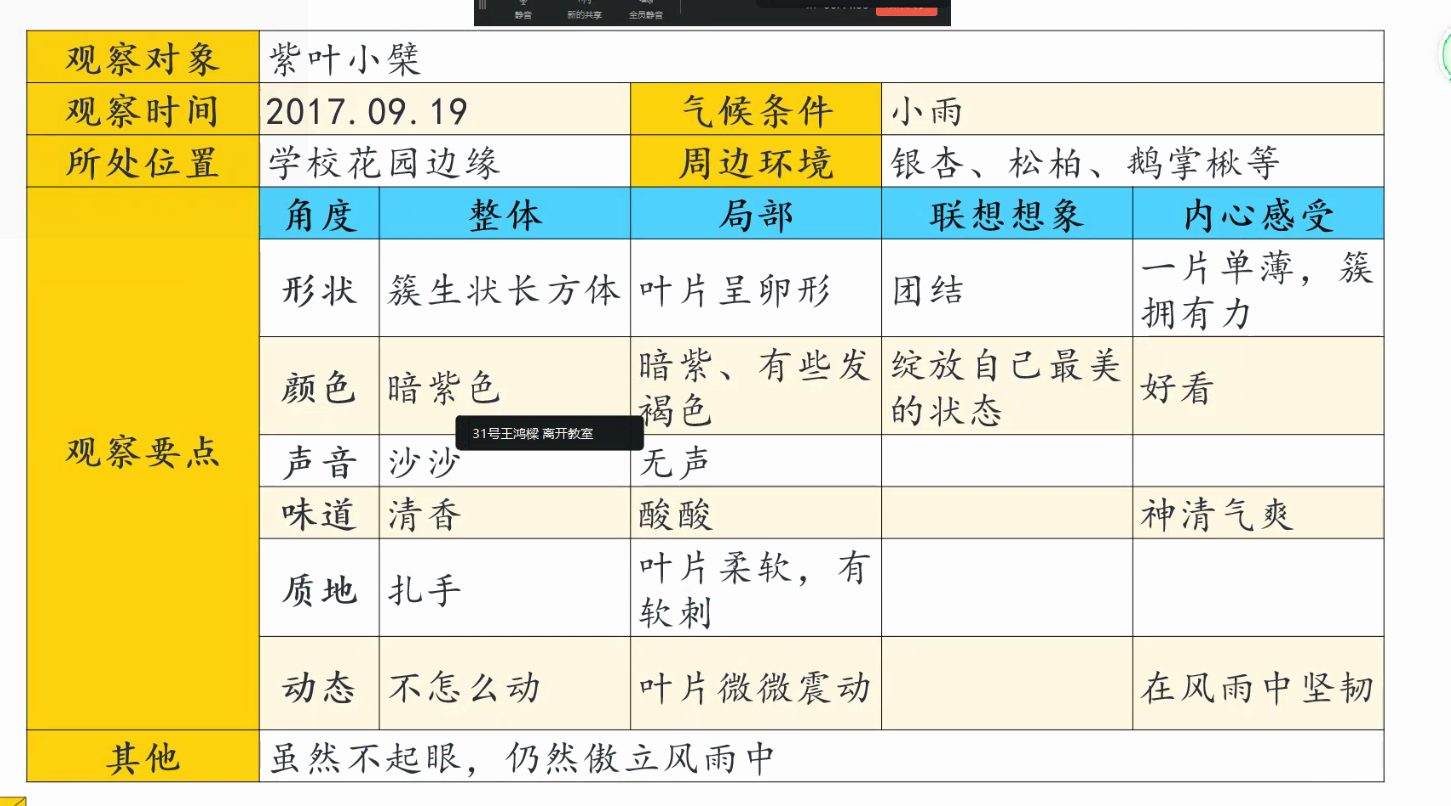 静音 新的共享 全员静音
观察对象 紫叶小檗
观察时间 2017.09.19 气候条件 小雨
所处位置 学校花园边缘 周边环境 银杏、松柏、鹅掌楸等
观察要点
角度 整体 局部 联想想象 内心感受
形状 簇生状长方体 叶片呈卵形 团结 一片单薄，簇
拥有力
颜色 暗紫色 暗紫、有些发 绽放自己最美 好看
褐色 的状态
31号王鸿樑 离开教室
声音 沙沙 无声
味道 清香 酸酸 神清气爽
质地 扎手 叶片柔软，有
软刺
动态 不怎么动 叶片微微震动 在风雨中坚韧
其他 虽然不起眼，仍然傲立风雨中